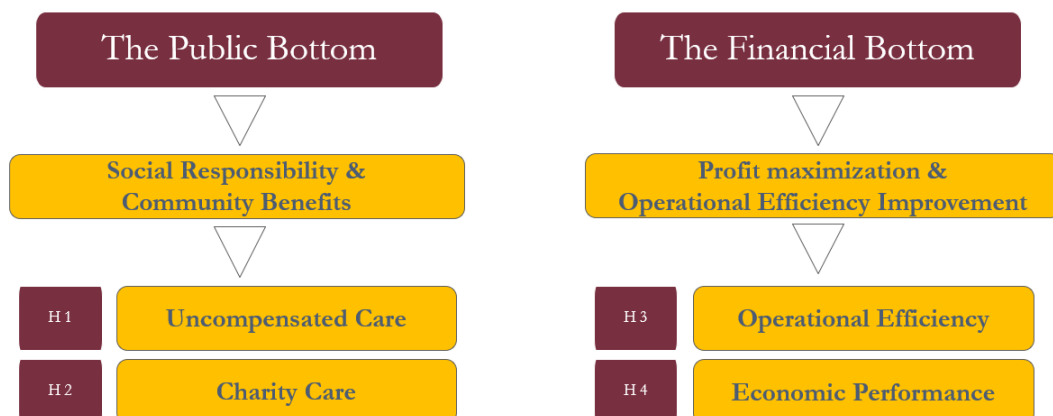 The Public Bottom
Social Responsibility &
Community Benefits
H 1
Uncompensated Care
H 2
Charity Care
The Financial Bottom
Profit maximization &
Operational Efficiency Improvement
H 3
Operational Efficiency
H 4
Economic Performance